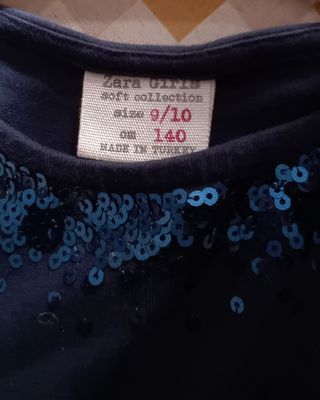 Zara Girls
soft collection
size 9/10
cm 140
MADE IN TURKEY